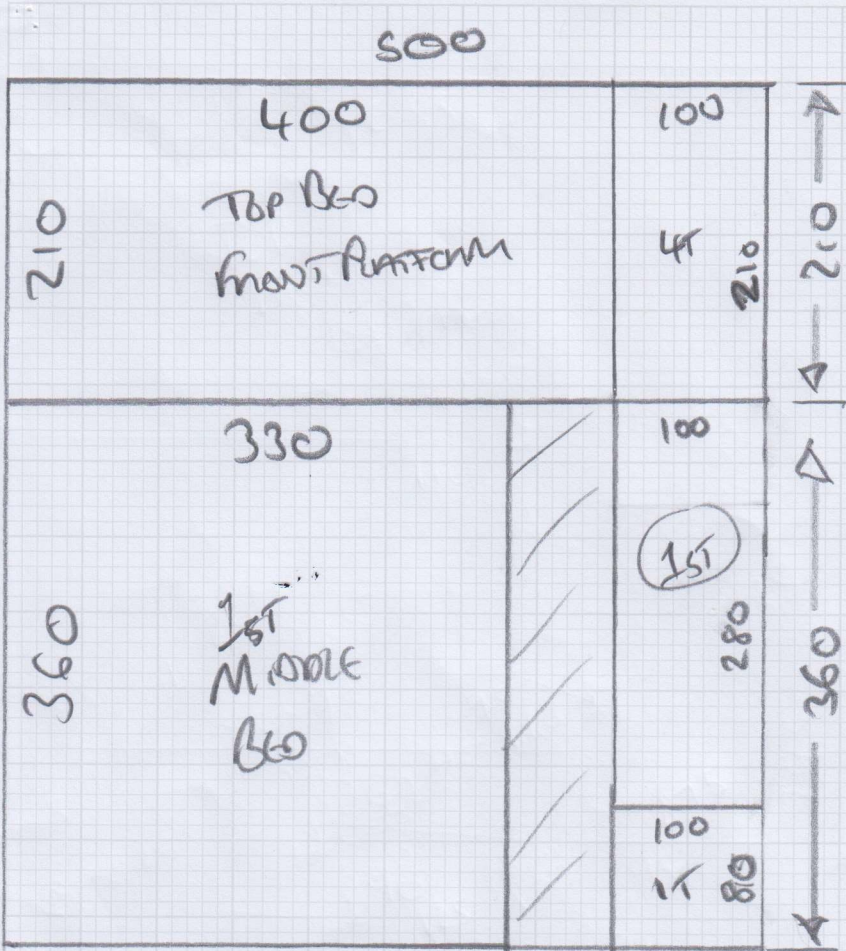 500
400
100
TOP BED
FRONT PLATFORM
210
4T
210
210
330
100
1ST
360
1ST
MIDDLE
BED
280
360
100
1T
80